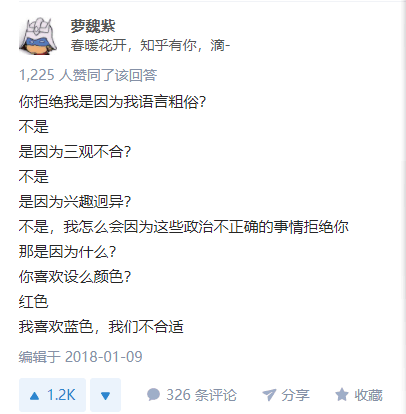 萝魏紫
春暖花开，知乎有你，滴-
1,225 人赞同了该回答
你拒绝我是因为我语言粗俗？
不是
是因为三观不合？
不是
是因为兴趣迥异？
不是，我怎么会因为这些政治不正确的事情拒绝你
那是因为什么？
你喜欢设么颜色？
红色
我喜欢蓝色，我们不合适
编辑于 2018-01-09
1.2K 326 条评论 分享 收藏